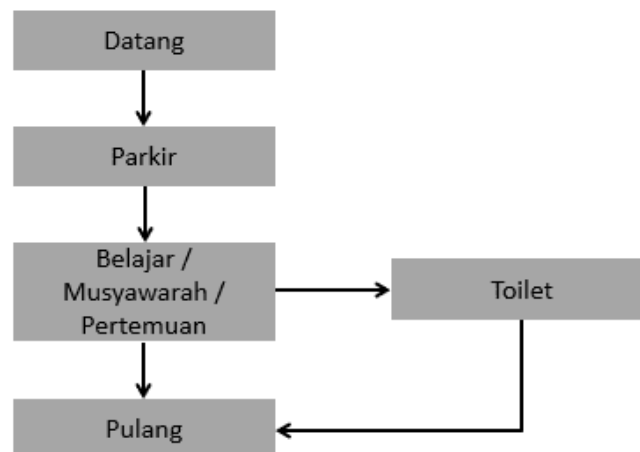 Datang
Parkir
Belajar /
Musyawarah /
Pertemuan
Toilet
Pulang